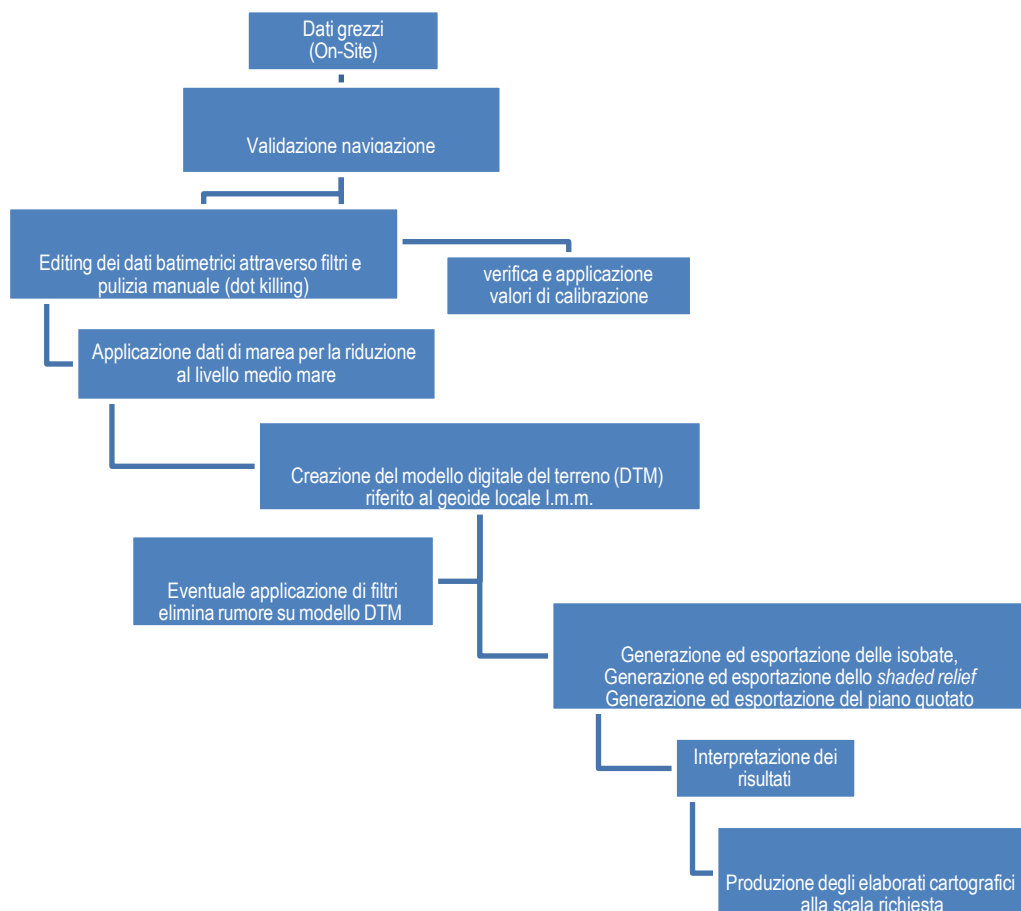 Dati grezzi
(On-Site)
Validazione navigazione
Editing dei dati batimetrici attraverso filtri e
pulizia manuale (dot killing)
verifica e applicazione
valori di calibrazione
Applicazione dati di marea per la riduzione
al livello medio mare
Creazione del modello digitale del terreno (DTM)
riferito al geoide locale l.m.m.
Eventuale applicazione di filtri
elimina rumore su modello DTM
Generazione ed esportazione delle isobate,
Generazione ed esportazione dello shaded relief
Generazione ed esportazione del piano quotato
Interpretazione dei
risultati
Produzione degli elaborati cartografici
alla scala richiesta